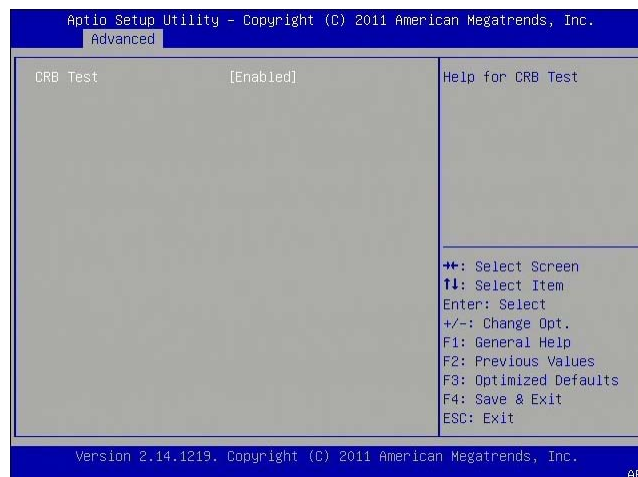 Aptio Setup Utility – Copyright (C) 2011 American Megatrends, Inc.
Advanced
CRB Test [Enabled]
Help for CRB Test
→←: Select Screen
↑↓: Select Item
Enter: Select
+/-: Change Opt.
F1: General Help
F2: Previous Values
F3: Optimized Defaults
F4: Save & Exit
ESC: Exit
Version 2.14.1219. Copyright (C) 2011 American Megatrends, Inc.